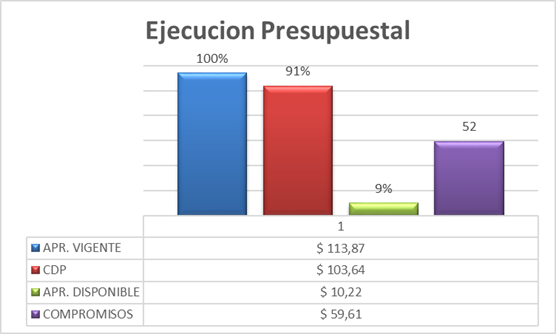 Ejecucion Presupuestal
100%
91%
9%
52
1
APR. VIGENTE $ 113,87
CDP $ 103,64
APR. DISPONIBLE $ 10,22
COMPROMISOS $ 59,61